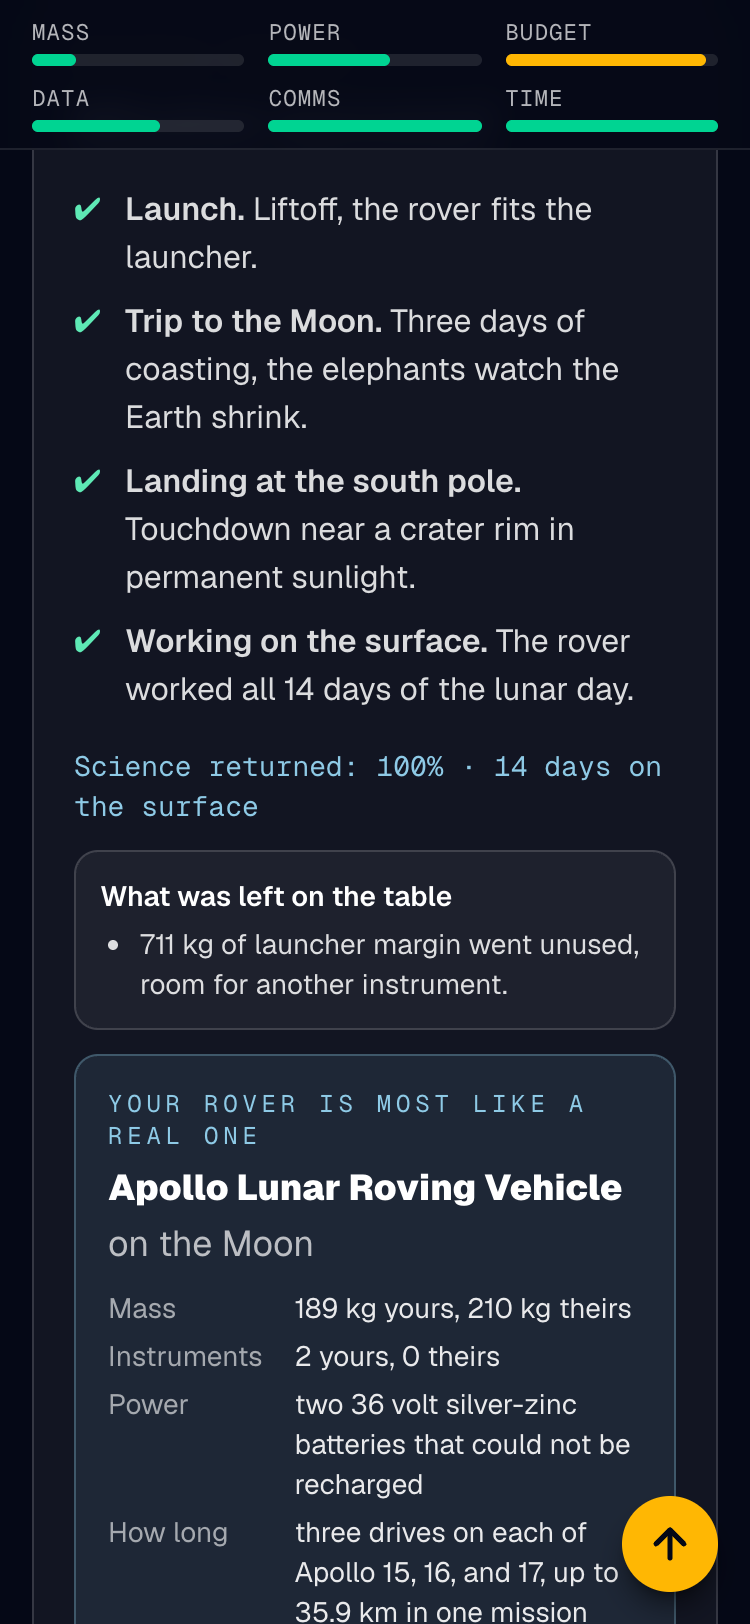 MASS
POWER
BUDGET
DATA
COMMS
TIME
✔ Launch. Liftoff, the rover fits the
launcher.
✔ Trip to the Moon. Three days of
coasting, the elephants watch the
Earth shrink.
✔ Landing at the south pole.
Touchdown near a crater rim in
permanent sunlight.
✔ Working on the surface. The rover
worked all 14 days of the lunar day.
Science returned: 100% · 14 days on
the surface
What was left on the table
• 711 kg of launcher margin went unused,
room for another instrument.
YOUR ROVER IS MOST LIKE A
REAL ONE
Apollo Lunar Roving Vehicle
on the Moon
Mass 189 kg yours, 210 kg theirs
Instruments 2 yours, 0 theirs
Power two 36 volt silver-zinc
batteries that could not be
recharged
How long three drives on each of
Apollo 15, 16, and 17, up to
35.9 km in one mission